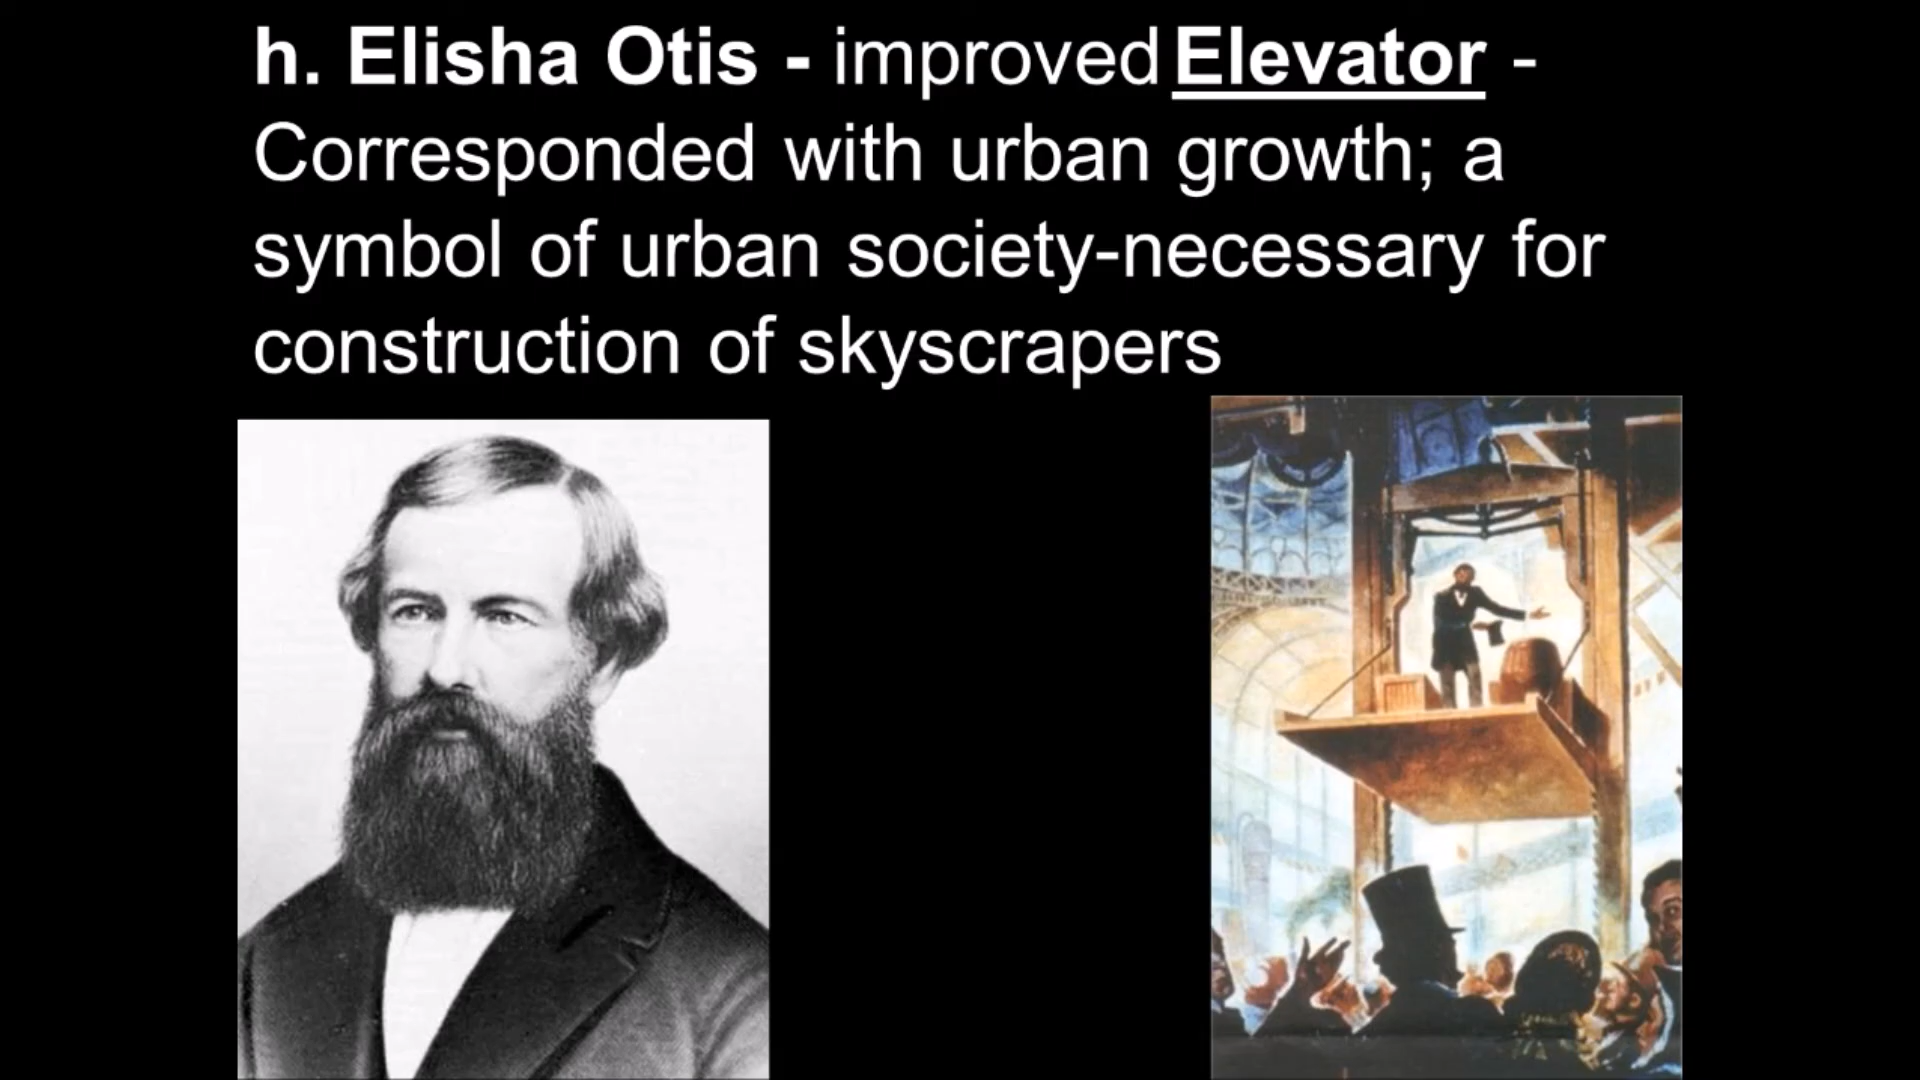 h. Elisha Otis - improved Elevator -
Corresponded with urban growth; a
symbol of urban society-necessary for
construction of skyscrapers